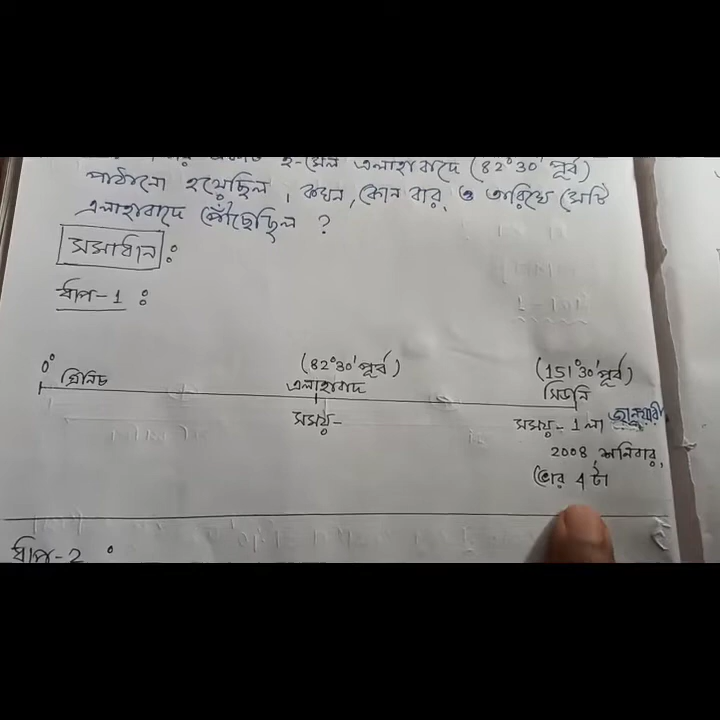 ই-মেল এলাহাবাদে (82°30' পূর্ব)
পাঠানো হয়েছিল। কখন, কোন বার, ও তারিখে সেটি
এলাহাবাদে পৌঁছেছিল ?
সমাধান :
ধাপ-1 :
0°
গ্রিনিচ
(82°30' পূর্ব)
এলাহাবাদ
সময়-
(151°30' পূর্ব)
সিডনি
সময়- 1লা জানুয়ারী
2008, শনিবার,
ভোর 4 টা
ধাপ-2 :